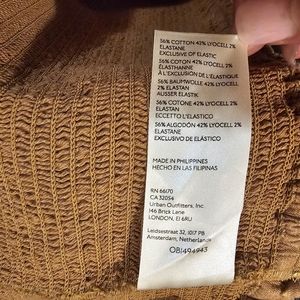 56% COTTON 42% LYOCELL 2%
ELASTANE
EXCLUSIVE OF ELASTIC
56% COTON 42% LYOCELL 2%
ÉLASTHANNE
À L'EXCLUSION DE L'ÉLASTIQUE
56% BAUMWOLLE 42% LYOCELL
2% ELASTAN
AUSSER ELASTIK
56% COTONE 42% LYOCELL 2%
ELASTANE
ECCETTO L'ELASTICO
56% ALGODÓN 42% LYOCELL 2%
ELASTANE
EXCLUSIVO DE ELÁSTICO
MADE IN PHILIPPINES
HECHO EN LAS FILIPINAS
RN 66170
CA 32054
Urban Outfitters, Inc
146 Brick Lane
LONDON, E1 6RU
Leidsestraat 32, 1017 PB
Amsterdam, Netherlands
OB1494943